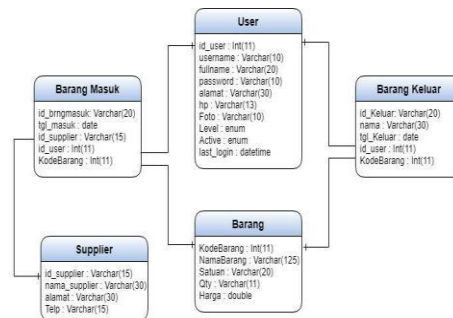 User
id_user : Int(11)
username : Varchar(10)
fullname : Varchar(20)
password : Varchar(10)
alamat : Varchar(30)
hp : Varchar(13)
Foto : Varchar(10)
Level : enum
Active : enum
last_login : datetime
Barang Masuk
id_brngmasuk: Varchar(20)
tgl_masuk : date
id_supplier : Varchar(15)
id_user : Int(11)
KodeBarang : Int(11)
Barang Keluar
id_Keluar: Varchar(20)
nama : Varchar(30)
tgl_Keluar : date
id_user : Int(11)
KodeBarang : Int(11)
Supplier
id_supplier : Varchar(15)
nama_supplier : Varchar(30)
alamat : Varchar(30)
Telp : Varchar(15)
Barang
KodeBarang : Int(11)
NamaBarang : Varchar(125)
Satuan : Varchar(20)
Qty : Varchar(11)
Harga : double